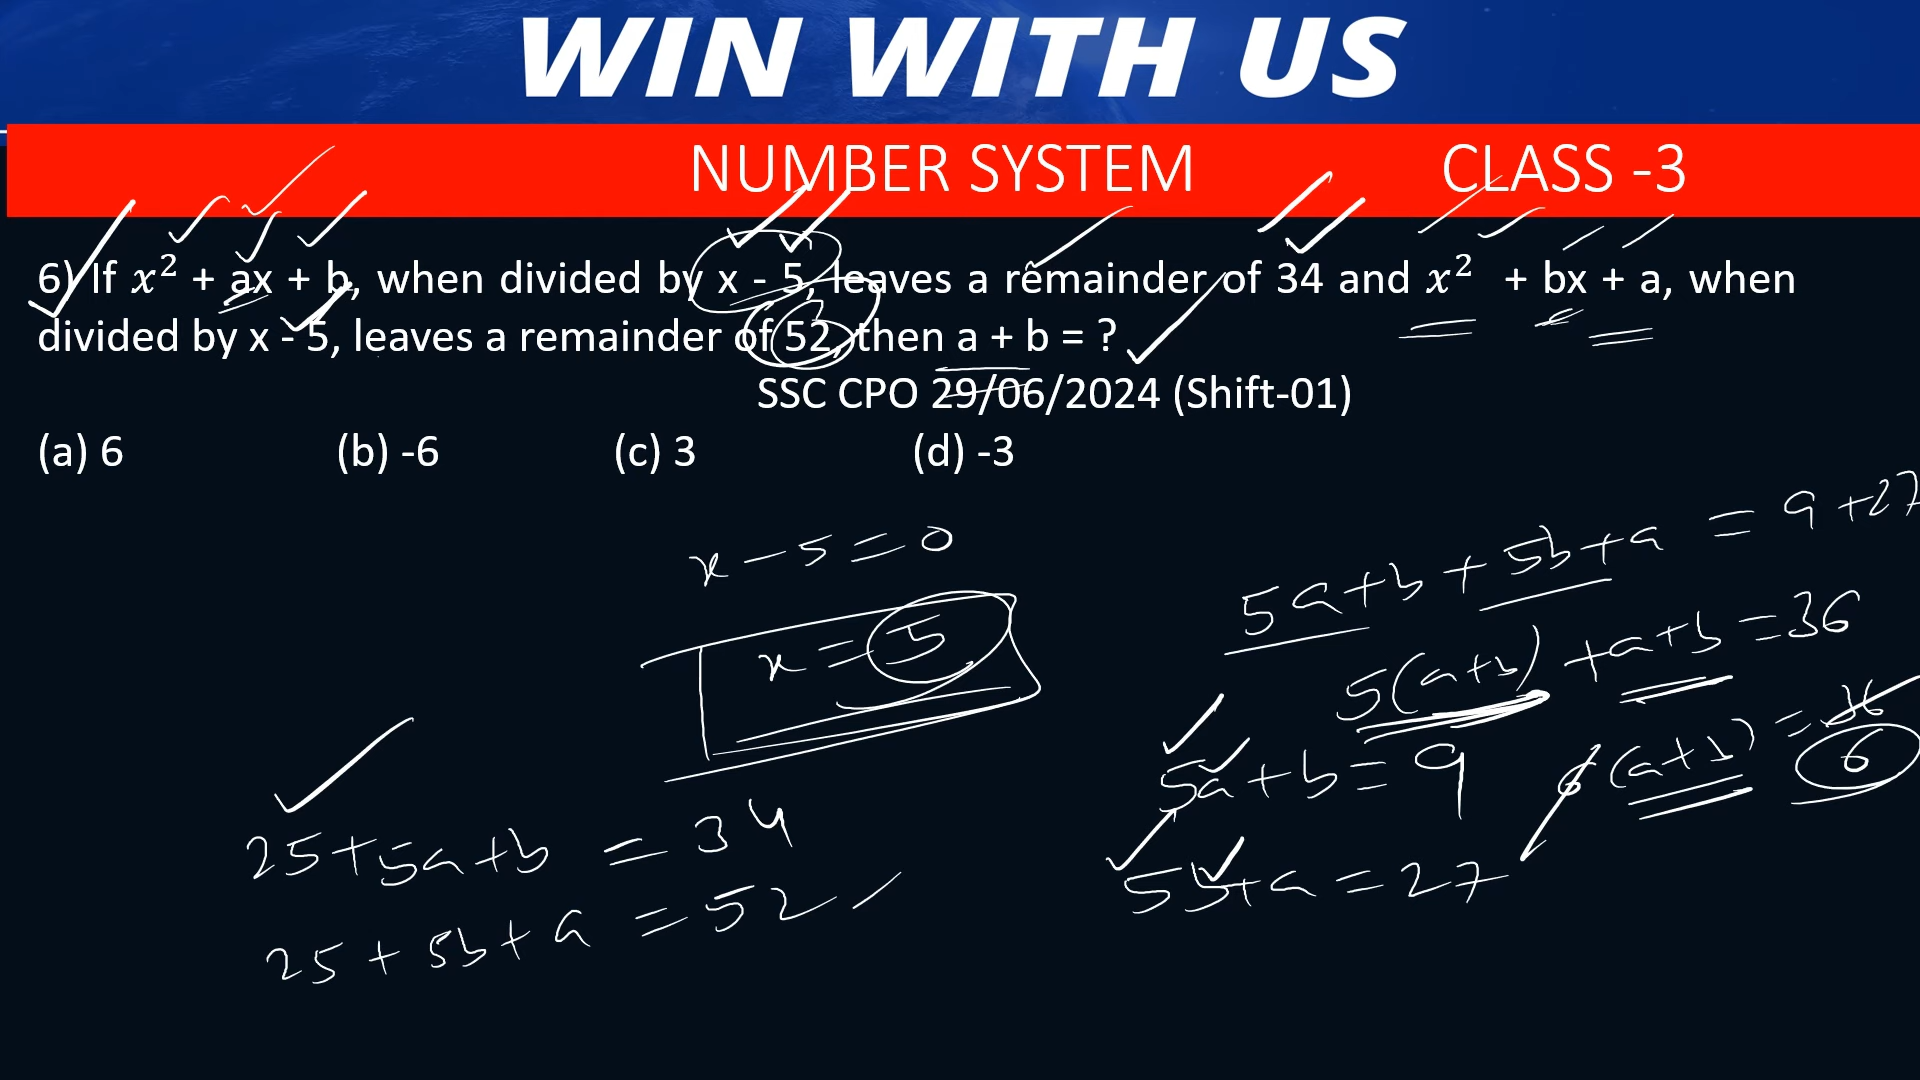 WIN WITH US
NUMBER SYSTEM CLASS -3
6) If x² + ax + b, when divided by x - 5, leaves a remainder of 34 and x² + bx + a, when
divided by x - 5, leaves a remainder of 52, then a + b = ?
SSC CPO 29/06/2024 (Shift-01)
(a) 6 (b) -6 (c) 3 (d) -3
x - 5 = 0
x = 5
25 + 5a + b = 34
25 + 5b + a = 52
5a + b + 5b + a = 9 + 27
5(a+b) + a + b = 36
5a + b = 9
6(a+b) = 36
6
5b + a = 27